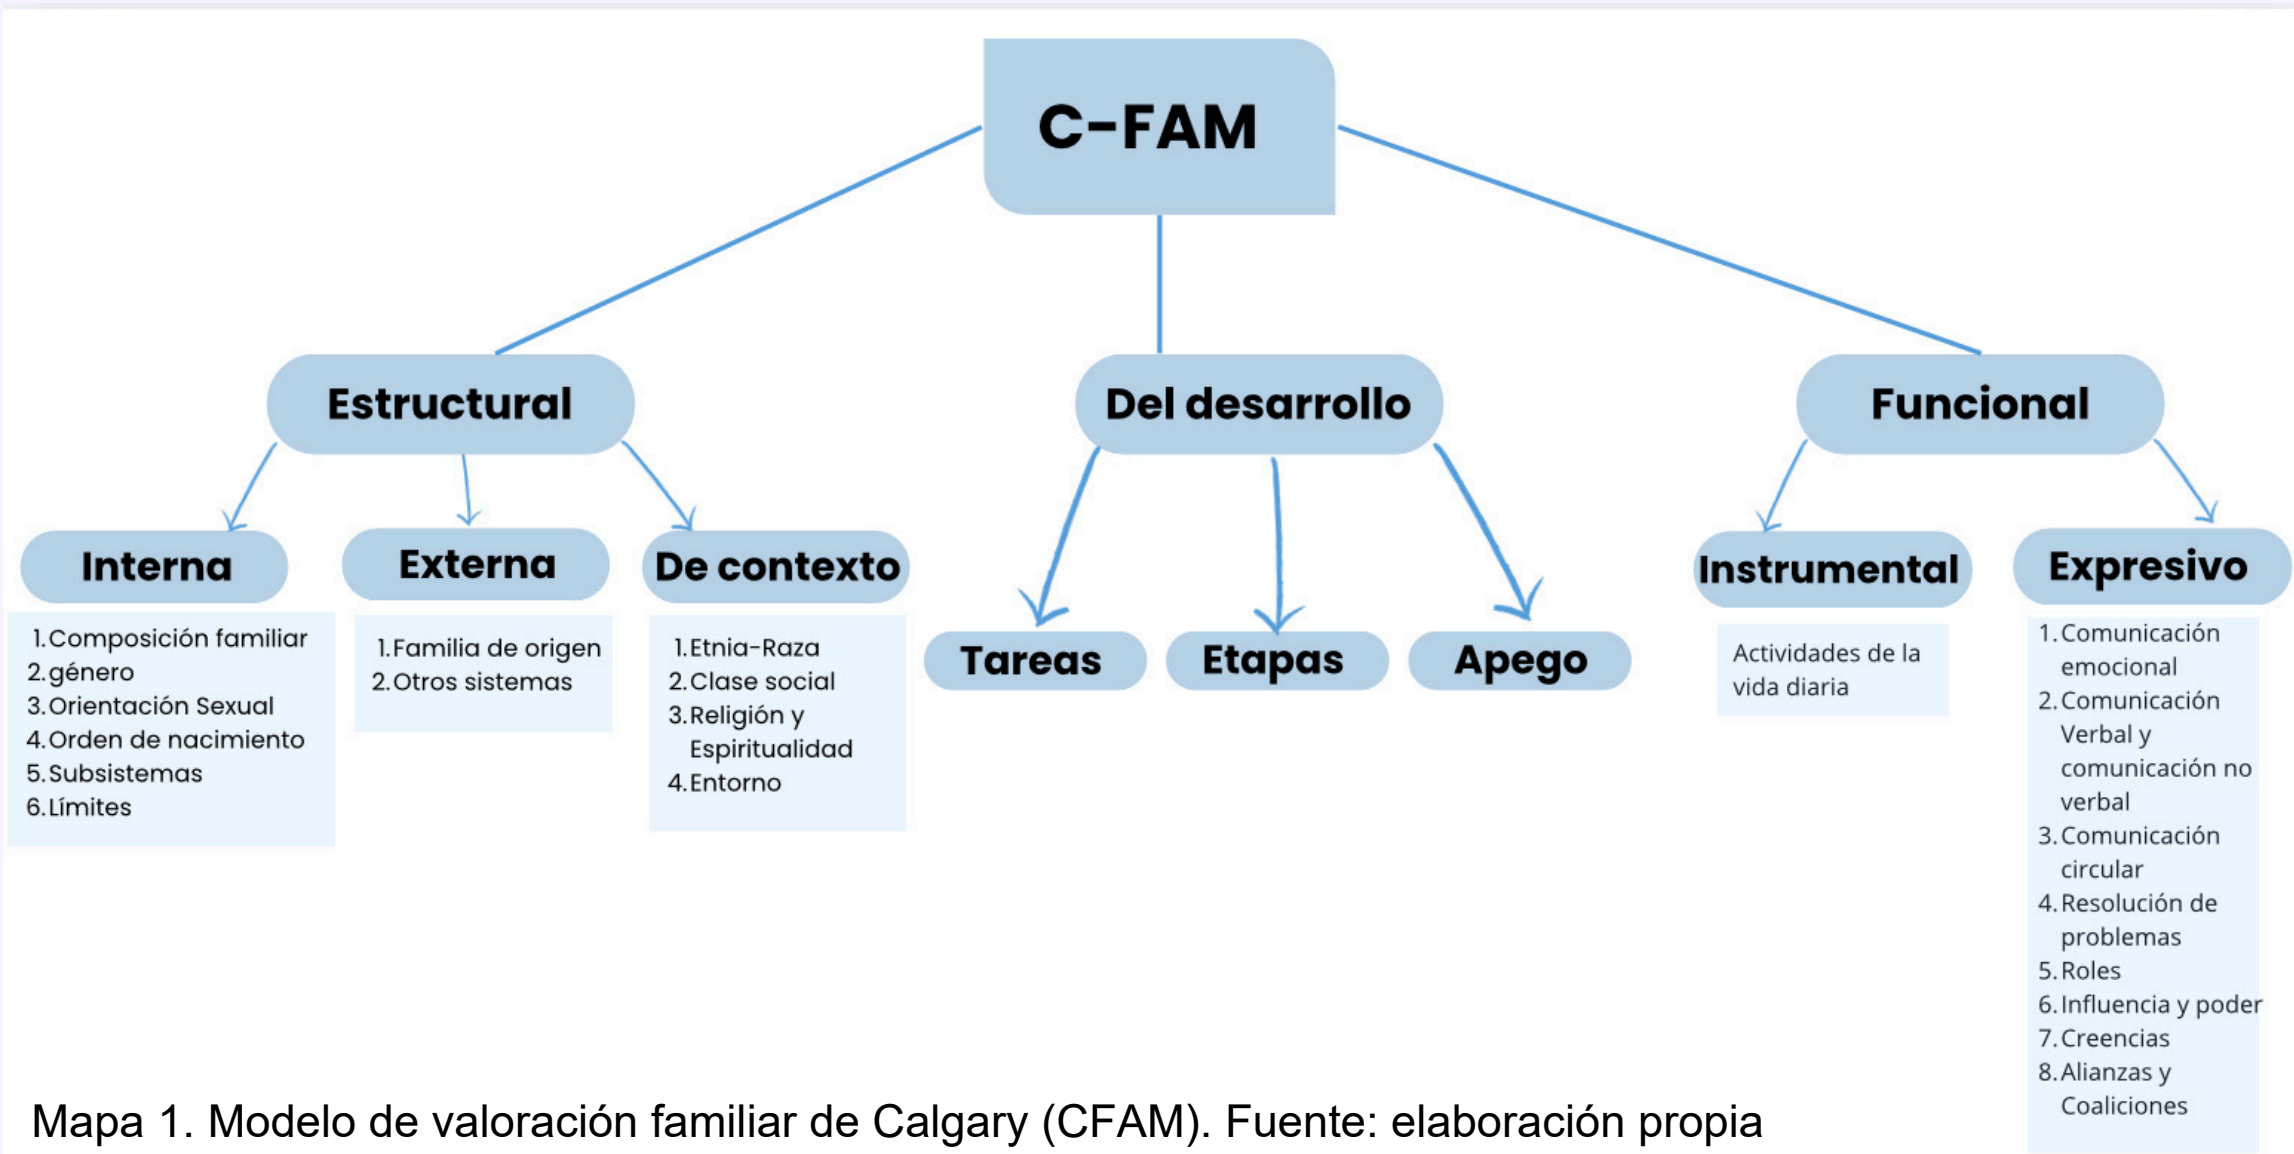 C-FAM
Estructural
Del desarrollo
Funcional
Interna
Externa
De contexto
Instrumental
Expresivo
1.Composición familiar
2.género
3.Orientación Sexual
4.Orden de nacimiento
5.Subsistemas
6.Límites
1.Familia de origen
2.Otros sistemas
1.Etnia-Raza
2.Clase social
3.Religión y
Espiritualidad
4.Entorno
Tareas
Etapas
Apego
Actividades de la
vida diaria
1.Comunicación
emocional
2.Comunicación
Verbal y
comunicación no
verbal
3.Comunicación
circular
4.Resolución de
problemas
5.Roles
6.Influencia y poder
7.Creencias
8.Alianzas y
Coaliciones
Mapa 1. Modelo de valoración familiar de Calgary (CFAM). Fuente: elaboración propia